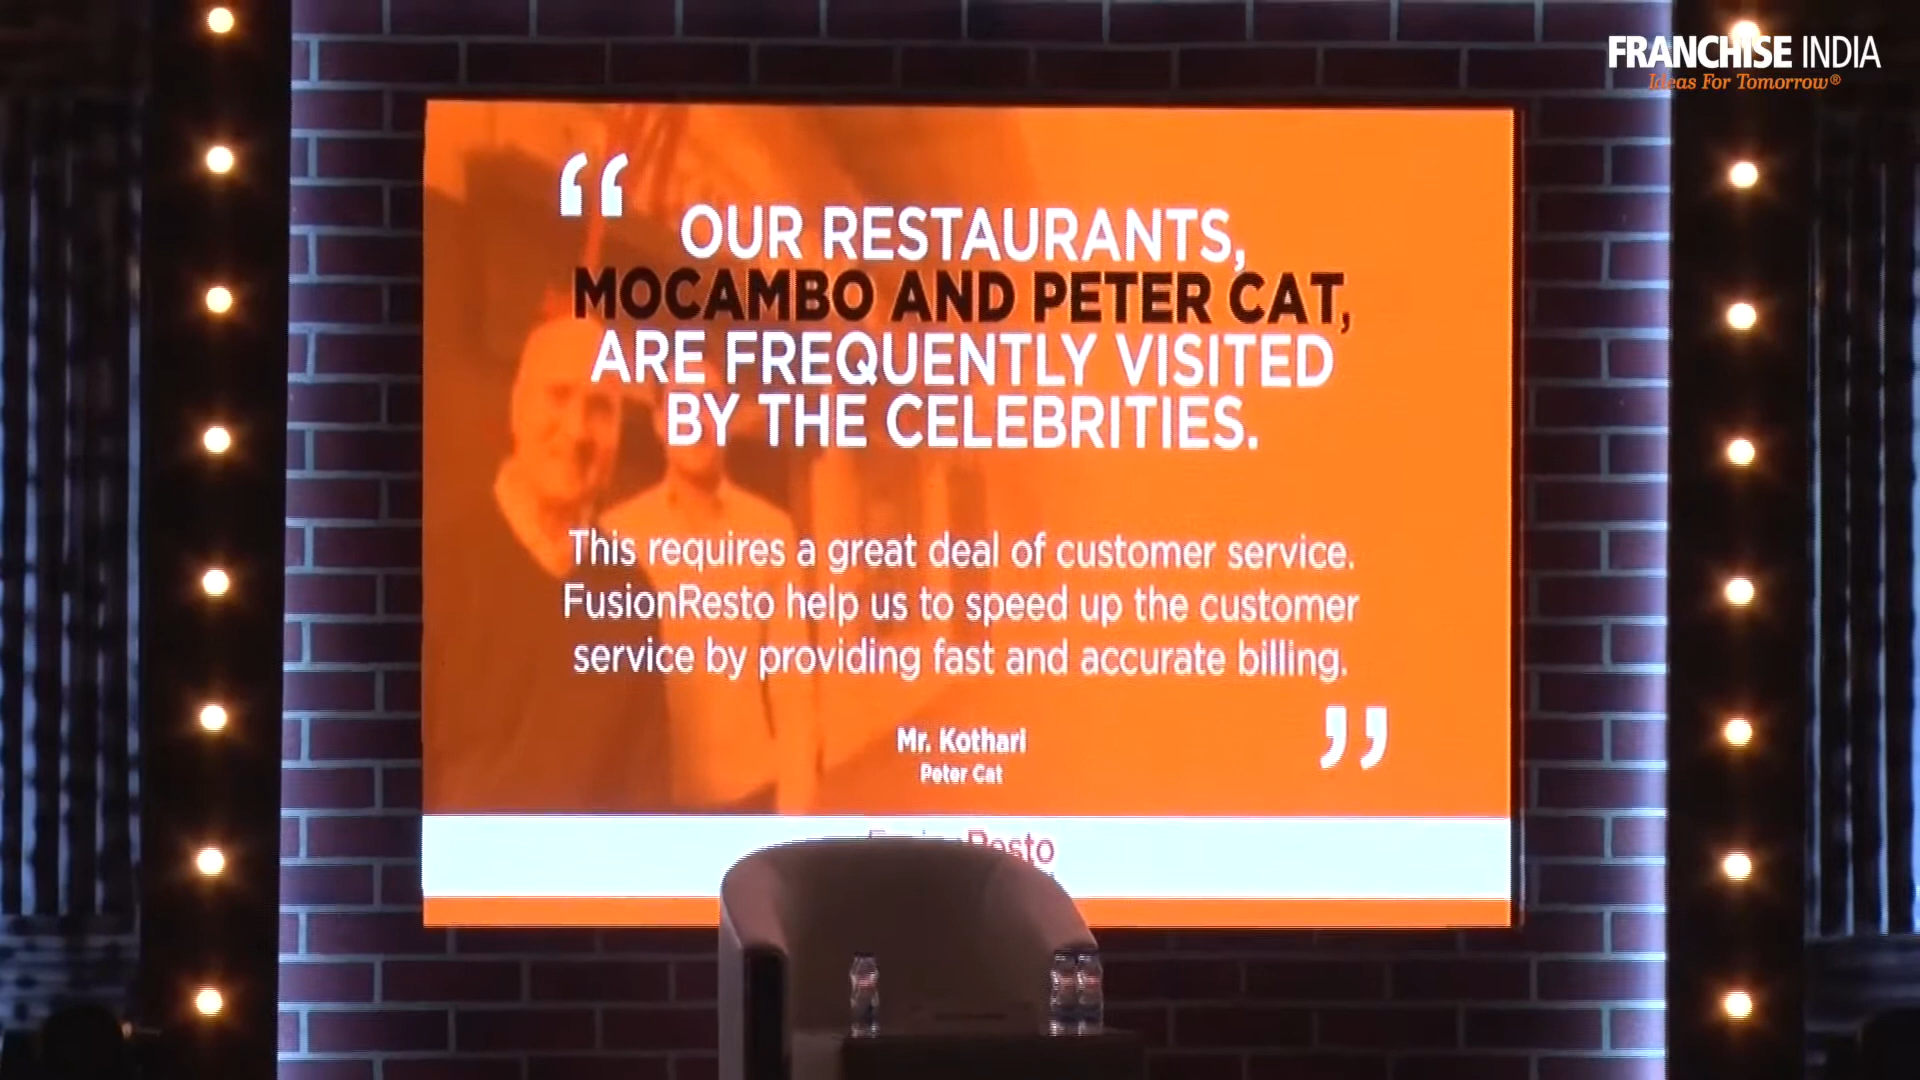 FRANCHISE INDIA
Ideas For Tomorrow®
“ OUR RESTAURANTS,
MOCAMBO AND PETER CAT,
ARE FREQUENTLY VISITED
BY THE CELEBRITIES.
This requires a great deal of customer service.
FusionResto help us to speed up the customer
service by providing fast and accurate billing.
Mr. Kothari
Peter Cat
”